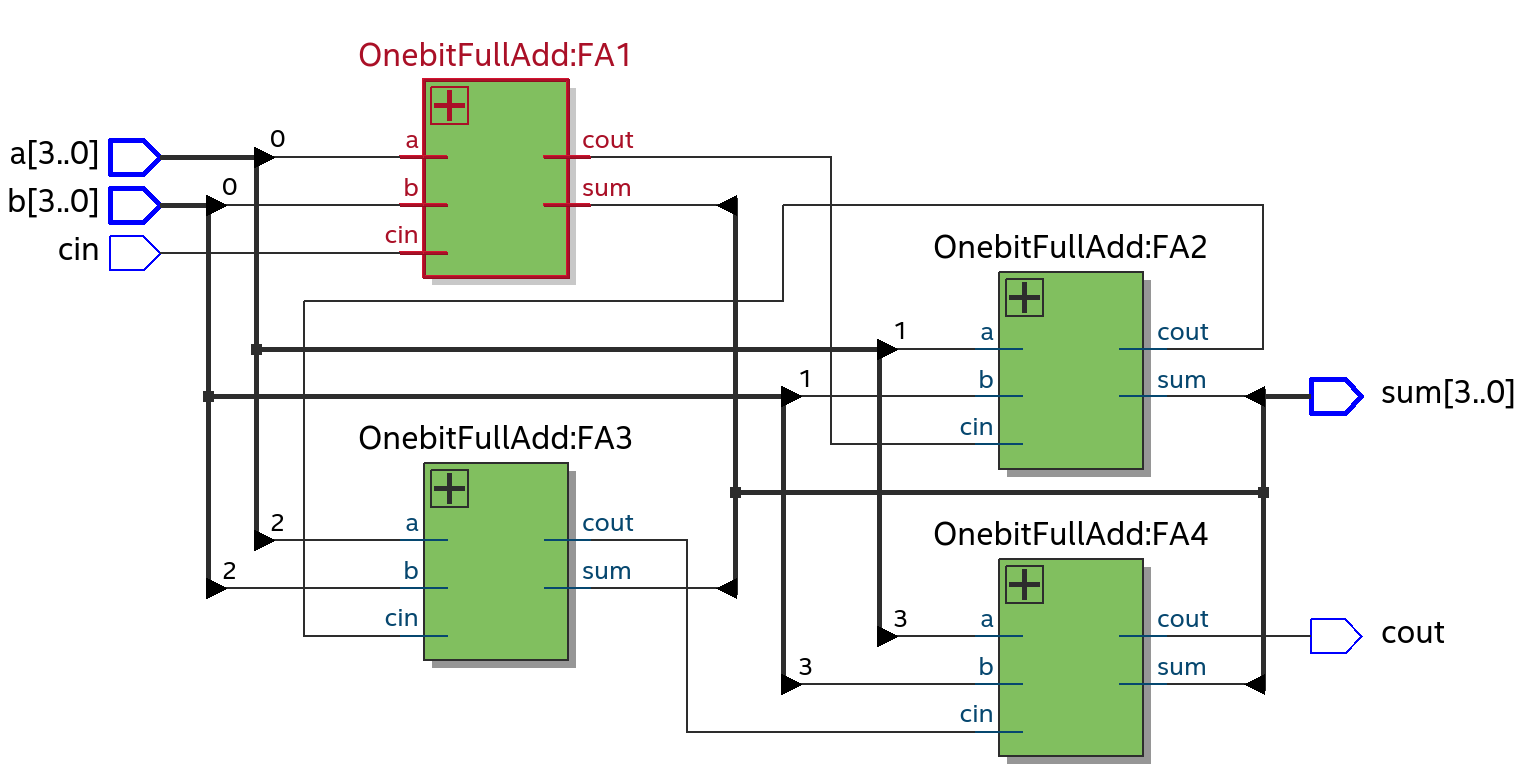 OnebitFullAdd:FA1
a[3..0]
0
a
cout
b[3..0]
0
b
sum
cin
cin
OnebitFullAdd:FA2
1
a
cout
1
b
sum
sum[3..0]
cin
OnebitFullAdd:FA3
2
a
cout
2
b
sum
cin
OnebitFullAdd:FA4
3
a
cout
cout
3
b
sum
cin